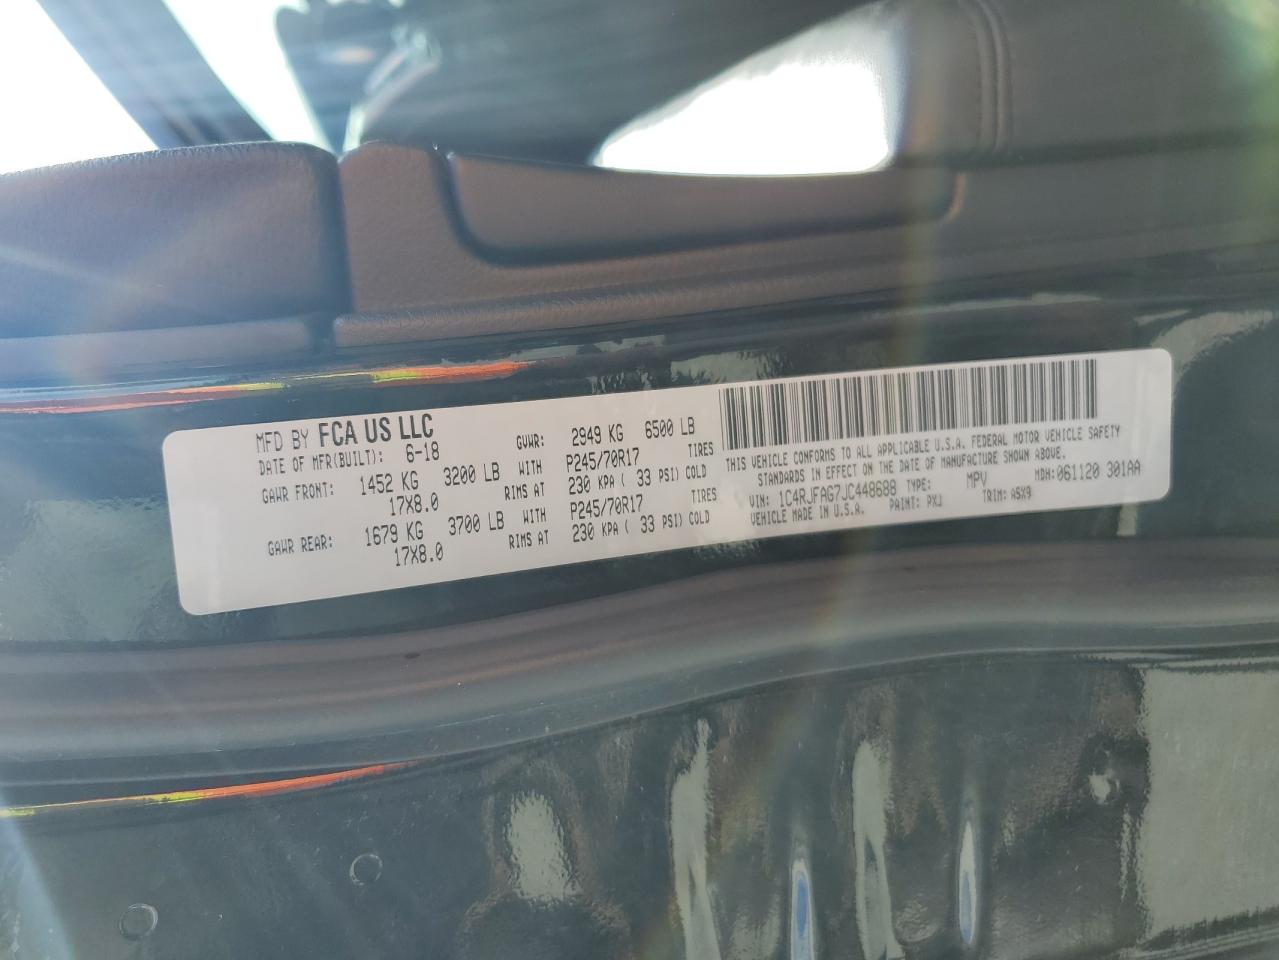 MFD BY FCA US LLC
DATE OF MFR(BUILT): 6-18 GVWR: 2949 KG 6500 LB
GAWR FRONT: 1452 KG 3200 LB WITH P245/70R17 TIRES
17X8.0 RIMS AT 230 KPA ( 33 PSI) COLD
GAWR REAR: 1679 KG 3700 LB WITH P245/70R17 TIRES
17X8.0 RIMS AT 230 KPA ( 33 PSI) COLD
THIS VEHICLE CONFORMS TO ALL APPLICABLE U.S.A. FEDERAL MOTOR VEHICLE SAFETY
STANDARDS IN EFFECT ON THE DATE OF MANUFACTURE SHOWN ABOVE.
VIN: 1C4RJFAG7JC448688 TYPE: MPV MDH: 061120 301AA
VEHICLE MADE IN U.S.A. PAINT: PXJ TRIM: A5X9